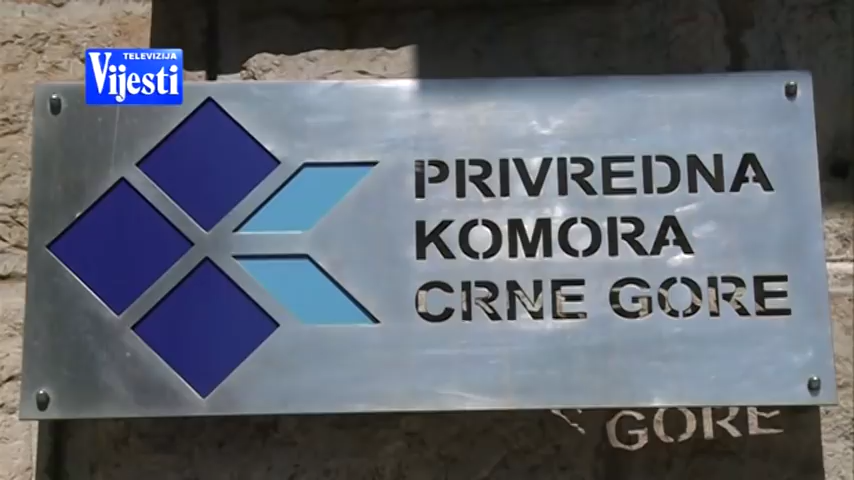 TELEVIZIJA
Vijesti
PRIVREDNA
KOMORA
CRNE GORE
GORE